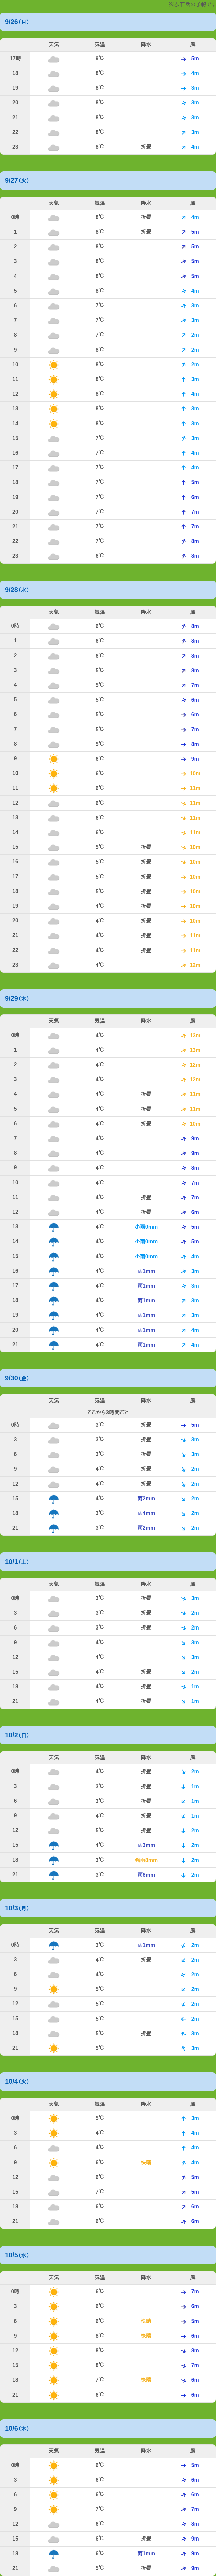 9/26(月)
天気 気温 降水 風
17時 9℃ 5m
18 8℃ 4m
19 8℃ 3m
20 8℃ 3m
21 8℃ 3m
22 8℃ 3m
23 8℃ 折畳 4m
9/27(火)
天気 気温 降水 風
0時 8℃ 折畳 4m
1 8℃ 折畳 5m
2 8℃ 5m
3 8℃ 5m
4 8℃ 5m
5 8℃ 4m
6 7℃ 3m
7 7℃ 3m
8 7℃ 2m
9 8℃ 2m
10 8℃ 2m
11 8℃ 3m
12 8℃ 4m
13 8℃ 3m
14 8℃ 3m
15 7℃ 3m
16 7℃ 4m
17 7℃ 4m
18 7℃ 5m
19 7℃ 6m
20 7℃ 7m
21 7℃ 7m
22 7℃ 8m
23 6℃ 8m
9/28(水)
天気 気温 降水 風
0時 6℃ 8m
1 6℃ 8m
2 6℃ 8m
3 5℃ 8m
4 5℃ 7m
5 5℃ 6m
6 5℃ 6m
7 5℃ 7m
8 5℃ 8m
9 6℃ 9m
10 6℃ 10m
11 6℃ 11m
12 6℃ 11m
13 6℃ 11m
14 6℃ 11m
15 5℃ 折畳 10m
16 5℃ 折畳 10m
17 5℃ 折畳 10m
18 5℃ 折畳 10m
19 4℃ 折畳 10m
20 4℃ 折畳 10m
21 4℃ 折畳 11m
22 4℃ 折畳 11m
23 4℃ 12m
9/29(木)
天気 気温 降水 風
0時 4℃ 13m
1 4℃ 13m
2 4℃ 12m
3 4℃ 12m
4 4℃ 折畳 11m
5 4℃ 折畳 11m
6 4℃ 折畳 10m
7 4℃ 9m
8 4℃ 9m
9 4℃ 8m
10 4℃ 7m
11 4℃ 折畳 7m
12 4℃ 折畳 6m
13 4℃ 小雨0mm 5m
14 4℃ 小雨0mm 5m
15 4℃ 小雨0mm 4m
16 4℃ 雨1mm 3m
17 4℃ 雨1mm 3m
18 4℃ 雨1mm 3m
19 4℃ 雨1mm 3m
20 4℃ 雨1mm 4m
21 4℃ 雨1mm 4m
9/30(金)
天気 気温 降水 風
ここから3時間ごと
0時 3℃ 折畳 5m
3 3℃ 折畳 3m
6 3℃ 折畳 3m
9 4℃ 折畳 2m
12 4℃ 折畳 2m
15 4℃ 雨2mm 2m
18 3℃ 雨4mm 2m
21 3℃ 雨2mm 2m
10/1(土)
天気 気温 降水 風
0時 3℃ 折畳 3m
3 3℃ 折畳 2m
6 3℃ 折畳 2m
9 4℃ 3m
12 4℃ 3m
15 4℃ 折畳 2m
18 4℃ 折畳 1m
21 4℃ 折畳 1m
10/2(日)
天気 気温 降水 風
0時 4℃ 折畳 2m
3 3℃ 折畳 1m
6 3℃ 折畳 1m
9 4℃ 折畳 1m
12 5℃ 折畳 2m
15 4℃ 雨3mm 2m
18 3℃ 2m
21 3℃ 雨6mm 2m
10/3(月)
天気 気温 降水 風
0時 3℃ 雨1mm 2m
3 4℃ 折畳 2m
6 4℃ 2m
9 5℃ 2m
12 5℃ 2m
15 5℃ 2m
18 5℃ 折畳 3m
21 5℃ 3m
10/4(火)
天気 気温 降水 風
0時 5℃ 3m
3 4℃ 4m
6 4℃ 4m
9 6℃ 快晴 4m
12 6℃ 5m
15 7℃ 5m
18 6℃ 6m
21 6℃ 6m
10/5(水)
天気 気温 降水 風
0時 6℃ 7m
3 6℃ 6m
6 6℃ 快晴 5m
9 8℃ 快晴 6m
12 8℃ 8m
15 8℃ 7m
18 7℃ 快晴 6m
21 6℃ 6m
10/6(木)
天気 気温 降水 風
0時 6℃ 5m
3 6℃ 6m
6 6℃ 6m
9 7℃ 7m
12 6℃ 8m
15 6℃ 折畳 9m
18 6℃ 雨1mm 9m
21 5℃ 折畳 9m